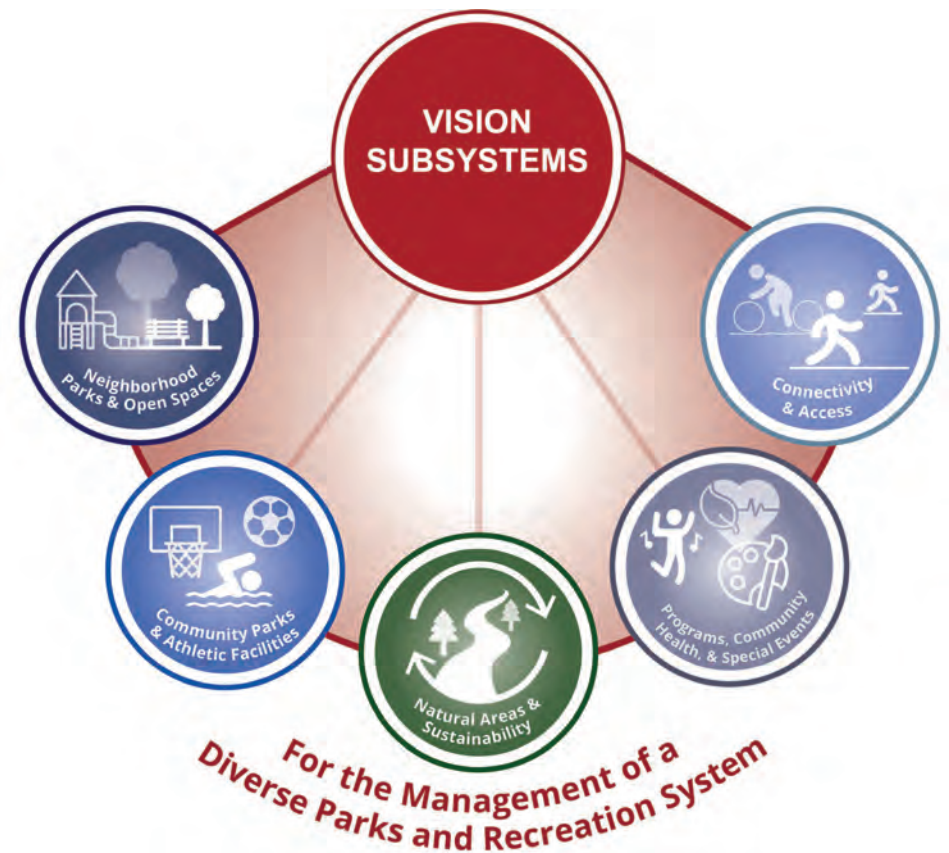 VISION
SUBSYSTEMS
Neighborhood
Parks & Open Spaces
Connectivity
& Access
Community Parks
& Athletic Facilities
Programs, Community
Health, & Special Events
Natural Areas &
Sustainability
For the Management of a
Diverse Parks and Recreation System